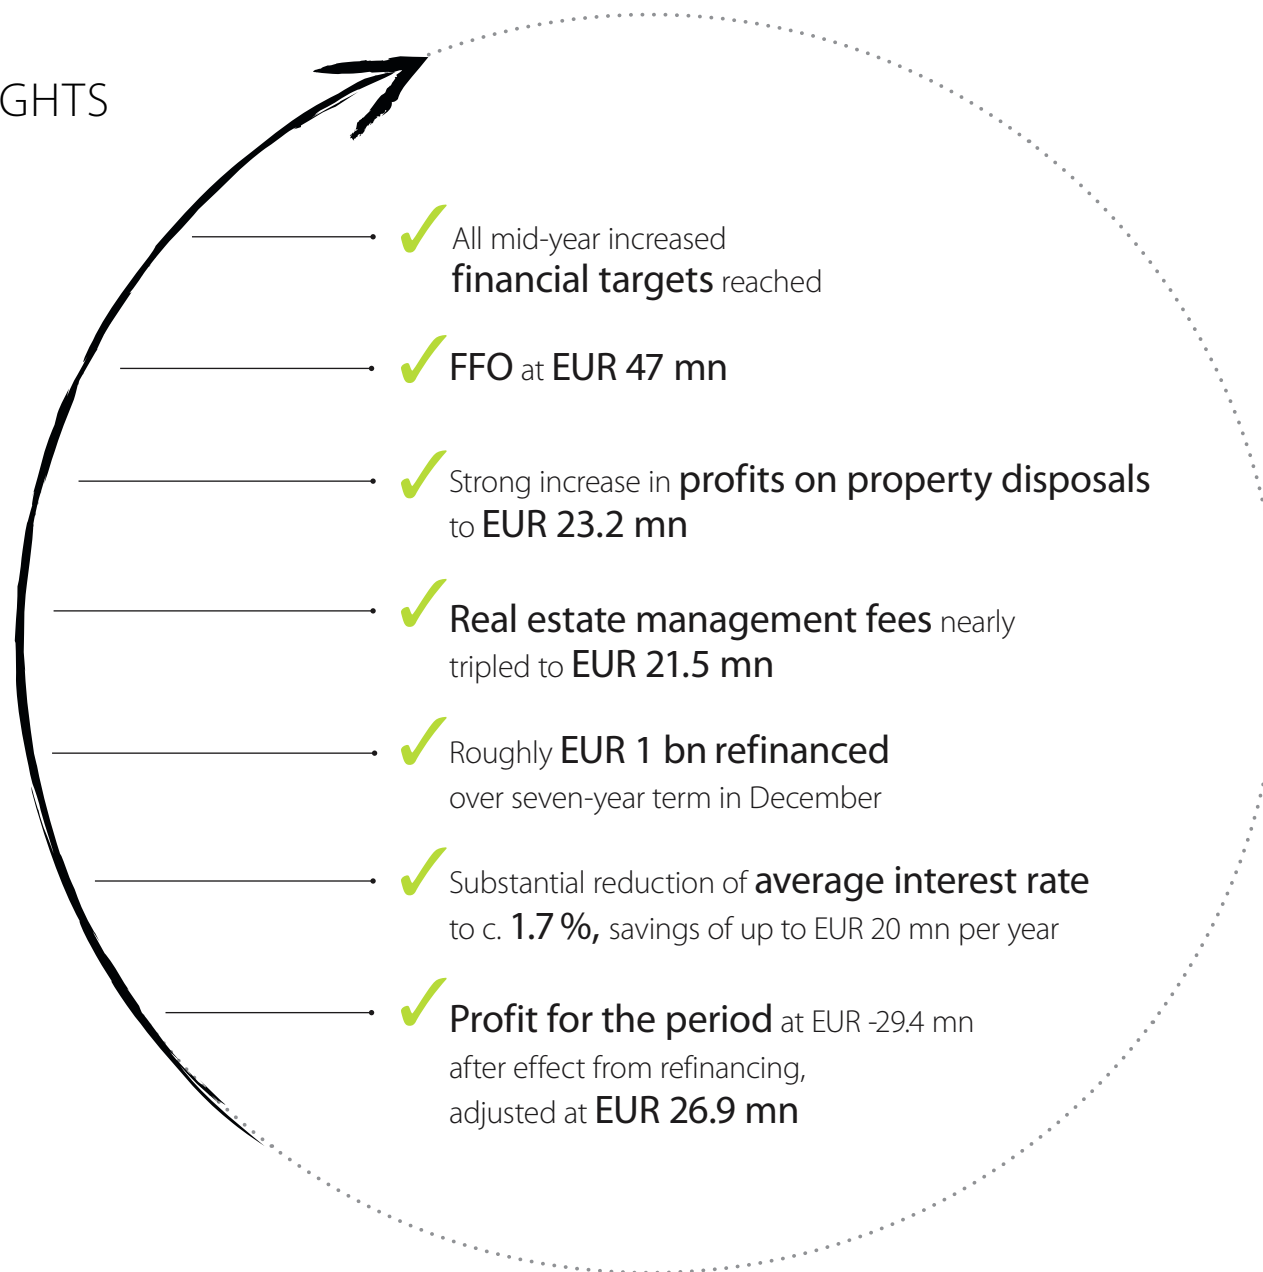 GHTS
All mid-year increased
financial targets reached
FFO at EUR 47 mn
Strong increase in profits on property disposals
to EUR 23.2 mn
Real estate management fees nearly
tripled to EUR 21.5 mn
Roughly EUR 1 bn refinanced
over seven-year term in December
Substantial reduction of average interest rate
to c. 1.7 %, savings of up to EUR 20 mn per year
Profit for the period at EUR -29.4 mn
after effect from refinancing,
adjusted at EUR 26.9 mn